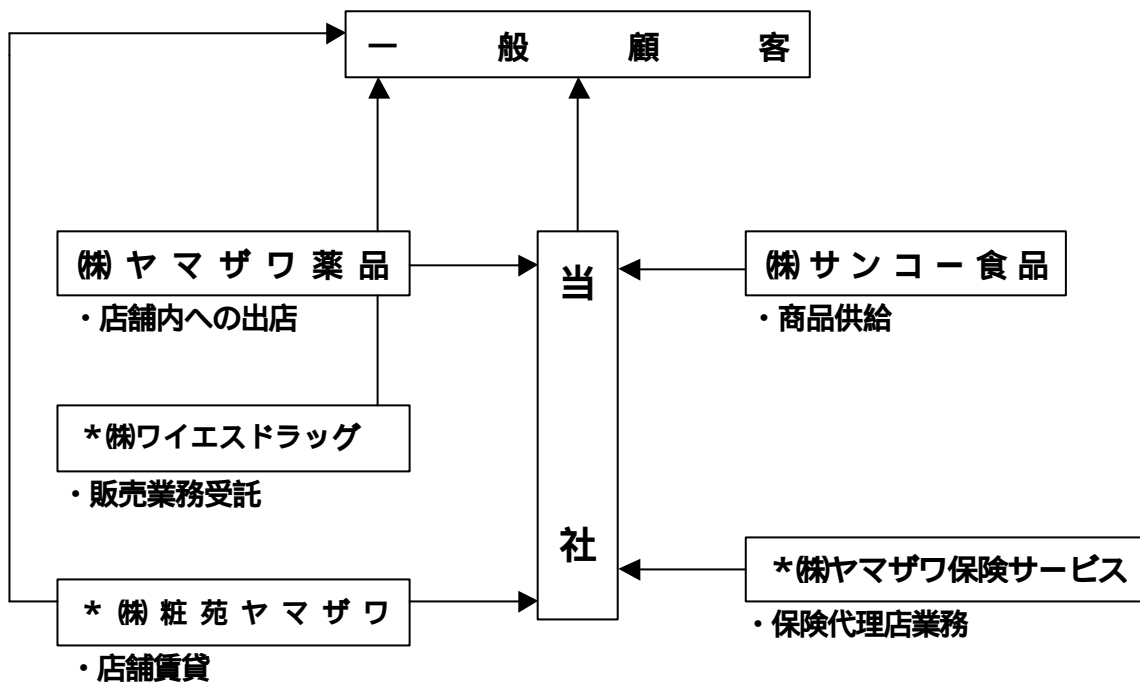 一般顧客
㈱ヤマザワ薬品
・店舗内への出店
*㈱ワイエスドラッグ
・販売業務受託
*㈱粧苑ヤマザワ
・店舗賃貸
当社
㈱サンコー食品
・商品供給
*㈱ヤマザワ保険サービス
・保険代理店業務